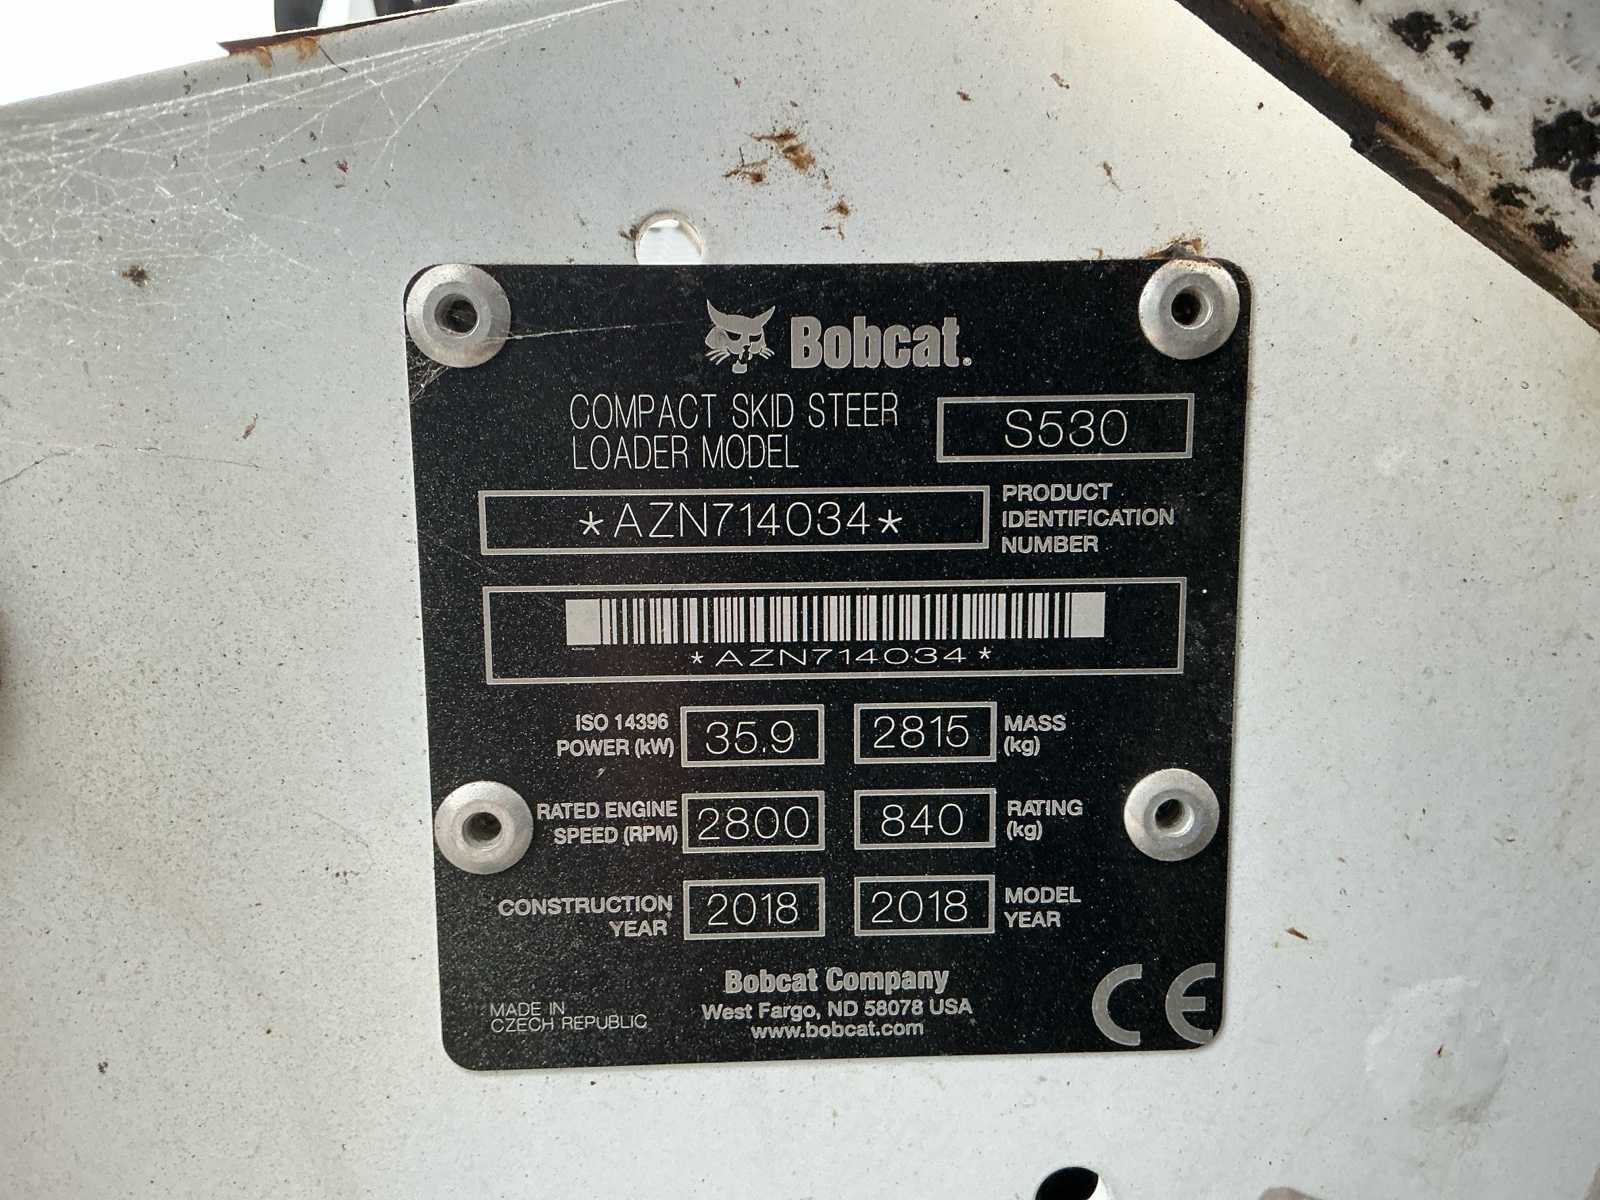 Bobcat.
COMPACT SKID STEER
LOADER MODEL
S530
*AZN714034*
PRODUCT
IDENTIFICATION
NUMBER
*AZN714034*
ISO 14396
POWER (kW)
35.9
2815
MASS
(kg)
RATED ENGINE
SPEED (RPM)
2800
840
RATING
(kg)
CONSTRUCTION
YEAR
2018
2018
MODEL
YEAR
MADE IN
CZECH REPUBLIC
Bobcat Company
West Fargo, ND 58078 USA
www.bobcat.com
CE